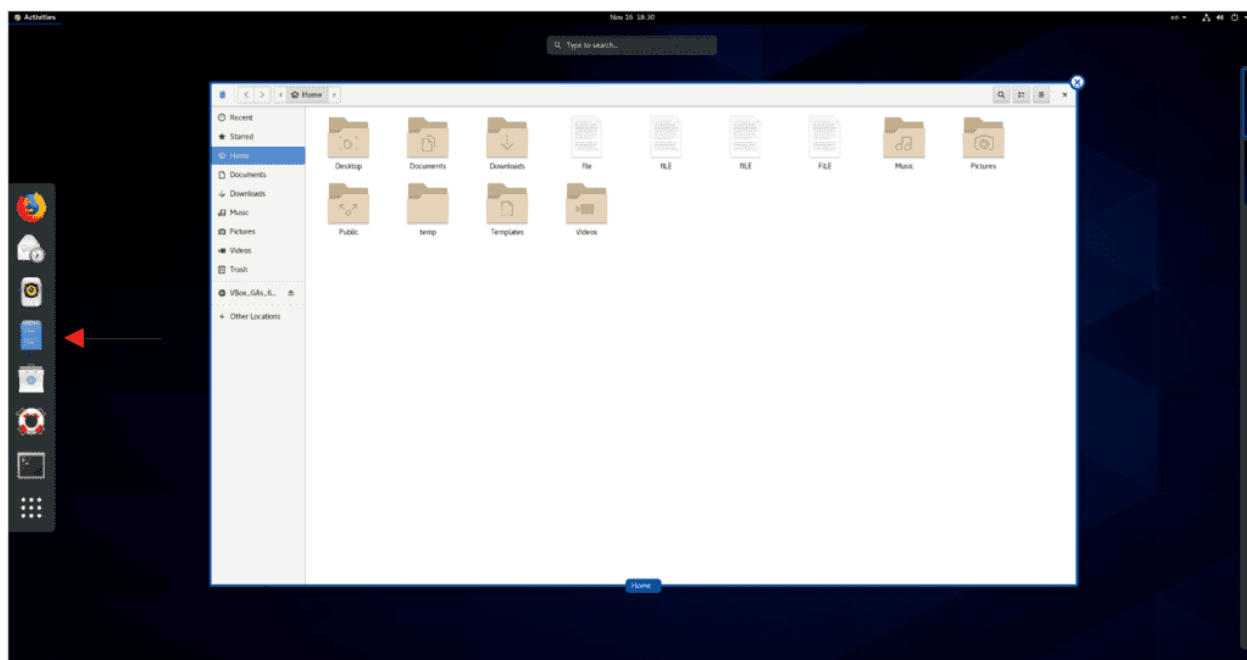 Activities
Nov 16 18:30
en
Type to search...
Home
Recent
Starred
Home
Documents
Downloads
Music
Pictures
Videos
Trash
VBox_GAs_6...
+ Other Locations
Desktop
Documents
Downloads
file
fILE
fILE
FILE
Music
Pictures
Public
temp
Templates
Videos
Home